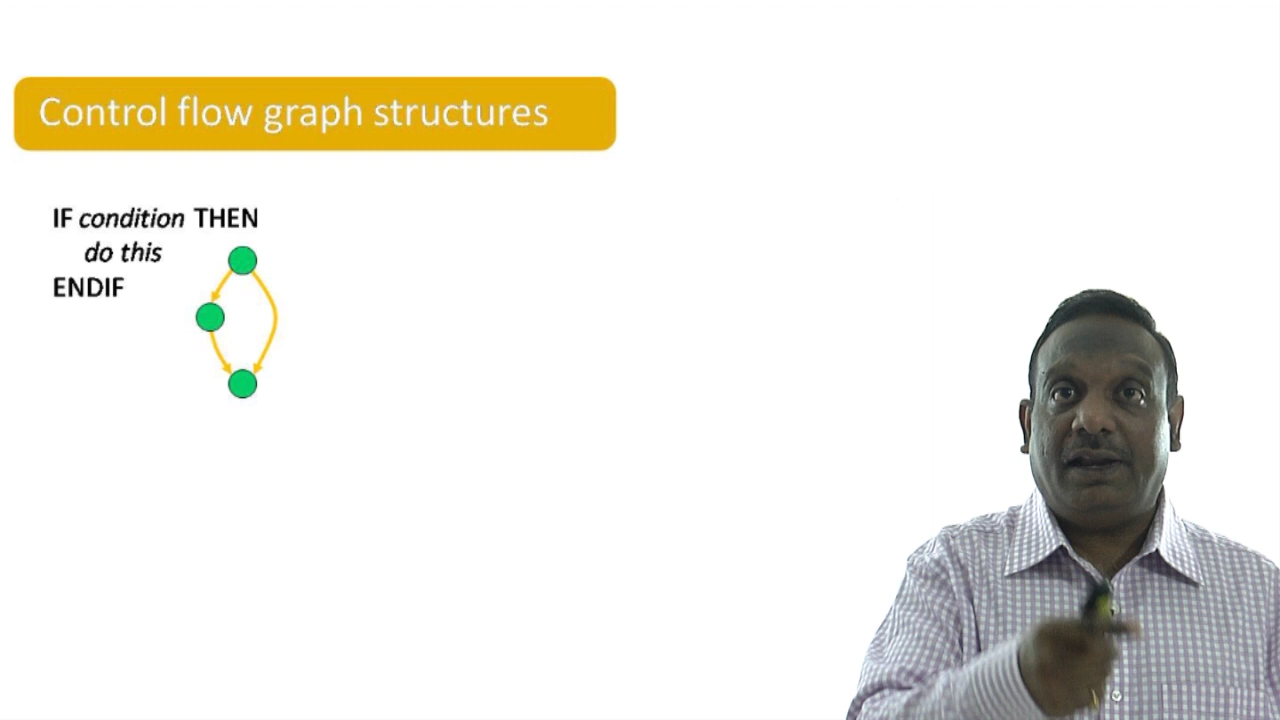 Control flow graph structures
IF condition THEN
do this
ENDIF